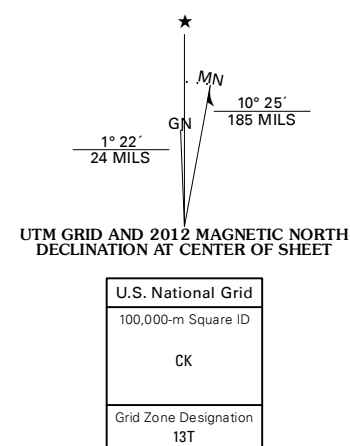 ★
MN
10° 25´
185 MILS
GN
1° 22´
24 MILS
UTM GRID AND 2012 MAGNETIC NORTH
DECLINATION AT CENTER OF SHEET
U.S. National Grid
100,000-m Square ID
CK
Grid Zone Designation
13T